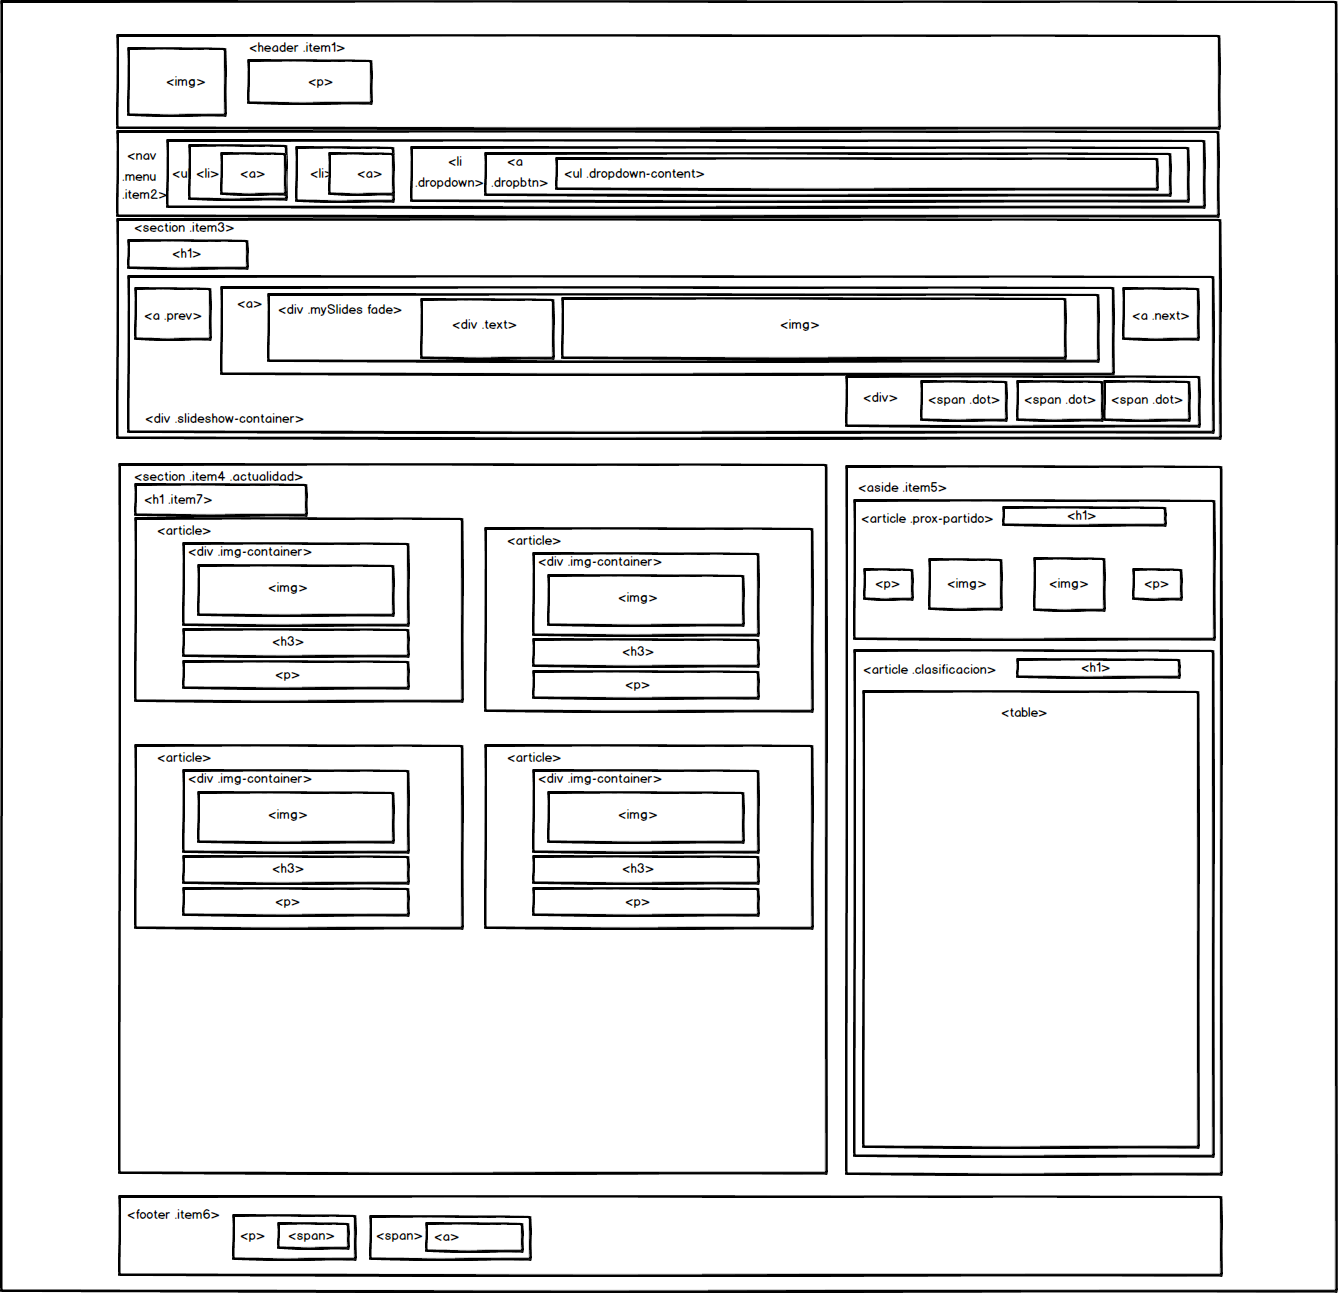 <header .item1>
<img>
<p>
<nav
.menu
.item2>
<u
<li>
<a>
<li>
<a>
<li
.dropdown>
<a
.dropbtn>
<ul .dropdown-content>
<section .item3>
<h1>
<a .prev>
<a>
<div .mySlides fade>
<div .text>
<img>
<a .next>
<div>
<span .dot>
<span .dot>
<span .dot>
<div .slideshow-container>
<section .item4 .actualidad>
<h1 .item7>
<article>
<div .img-container>
<img>
<h3>
<p>
<article>
<div .img-container>
<img>
<h3>
<p>
<article>
<div .img-container>
<img>
<h3>
<p>
<article>
<div .img-container>
<img>
<h3>
<p>
<aside .item5>
<article .prox-partido>
<h1>
<p>
<img>
<img>
<p>
<article .clasificacion>
<h1>
<table>
<footer .item6>
<p>
<span>
<span>
<a>